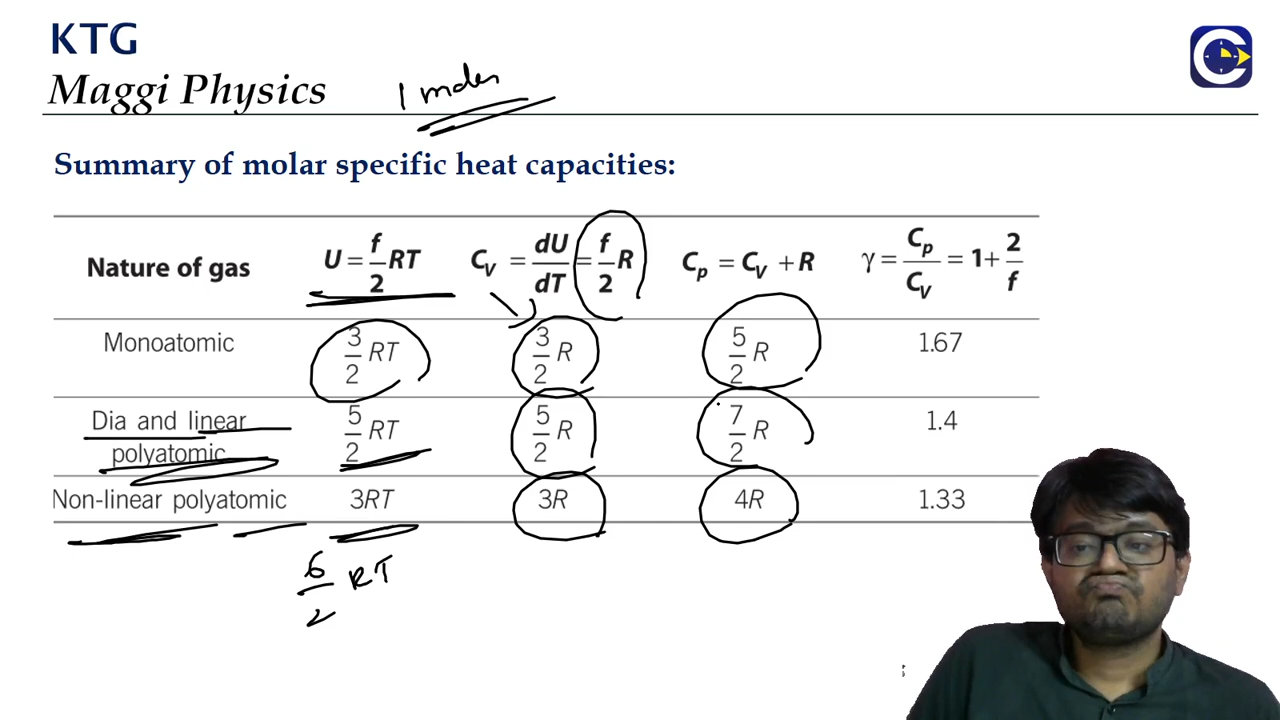 KTG
Maggi Physics
1 moles
Summary of molar specific heat capacities:
Nature of gas U = f/2 RT C_V = dU/dT = f/2 R C_p = C_V + R γ = C_p/C_V = 1 + 2/f
Monoatomic 3/2 RT 3/2 R 5/2 R 1.67
Dia and linear polyatomic 5/2 RT 5/2 R 7/2 R 1.4
Non-linear polyatomic 3RT 3R 4R 1.33
6/2 RT